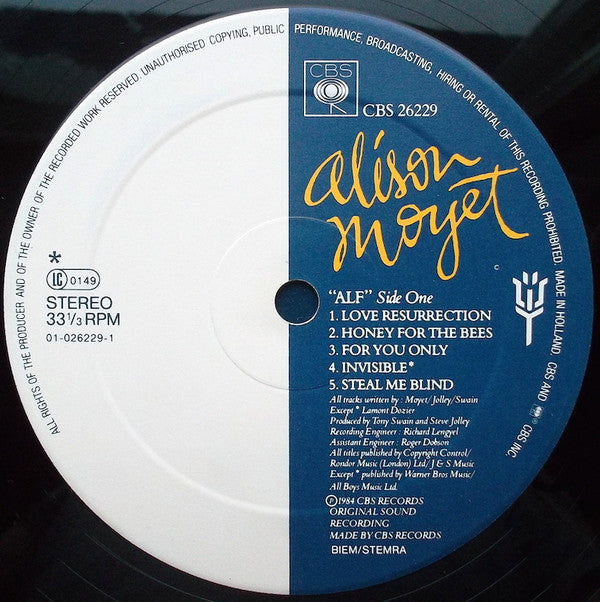 ALL RIGHTS OF THE PRODUCER AND OF THE OWNER OF THE RECORDED WORK RESERVED. UNAUTHORISED COPYING, PUBLIC PERFORMANCE, BROADCASTING, HIRING OR RENTAL OF THIS RECORDING PROHIBITED. MADE IN HOLLAND. CBS AND CBS INC.
CBS
CBS 26229
alison
moyet
*
LC 0149
STEREO
33 1/3 RPM
01-026229-1
"ALF" Side One
1. LOVE RESURRECTION
2. HONEY FOR THE BEES
3. FOR YOU ONLY
4. INVISIBLE*
5. STEAL ME BLIND
All tracks written by : Moyet/Jolley/Swain
Except * Lamont Dozier
Produced by Tony Swain and Steve Jolley
Recording Engineer : Richard Lengyel
Assistant Engineer : Roger Dobson
All titles published by Copyright Control/
Rondor Music (London) Ltd/J & S Music
Except * published by Warner Bros Music/
All Boys Music Ltd.
℗ 1984 CBS RECORDS
ORIGINAL SOUND
RECORDING
MADE BY CBS RECORDS
BIEM/STEMRA